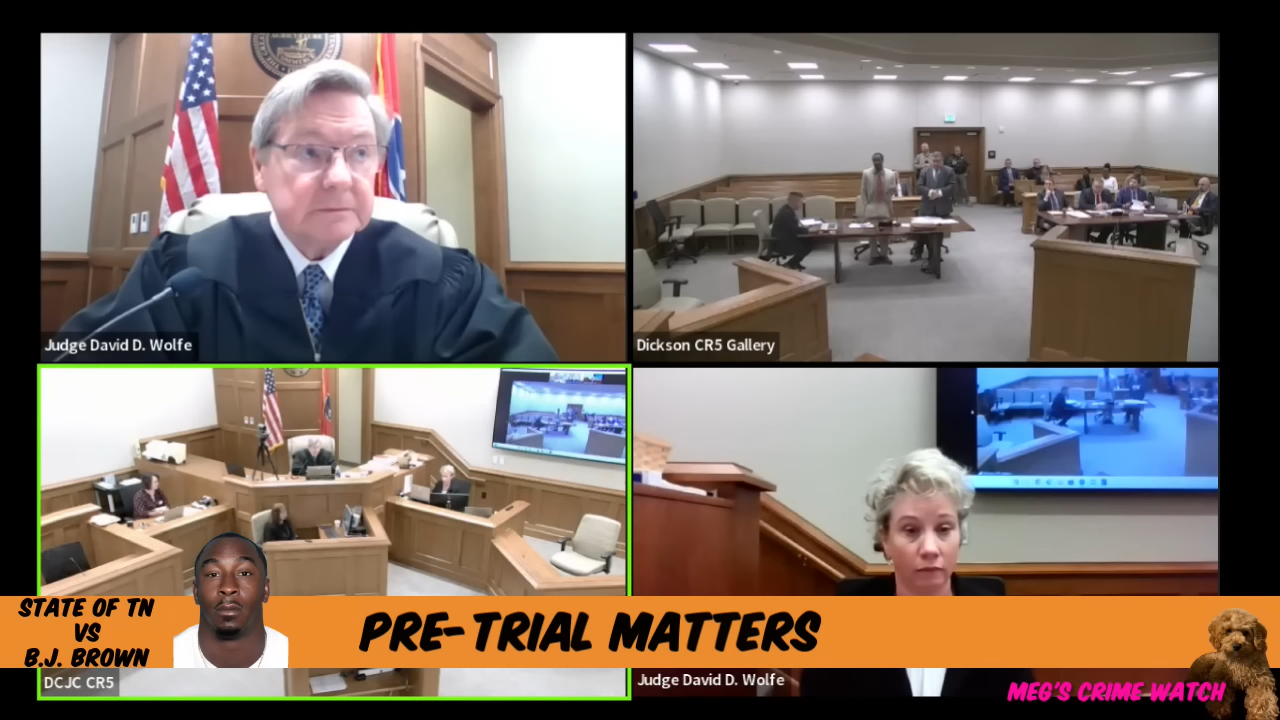 Judge David D. Wolfe
Dickson CR5 Gallery
STATE OF TN
VS
B.J. BROWN
PRE-TRIAL MATTERS
DCJC CR5
Judge David D. Wolfe
MEG'S CRIME WATCH